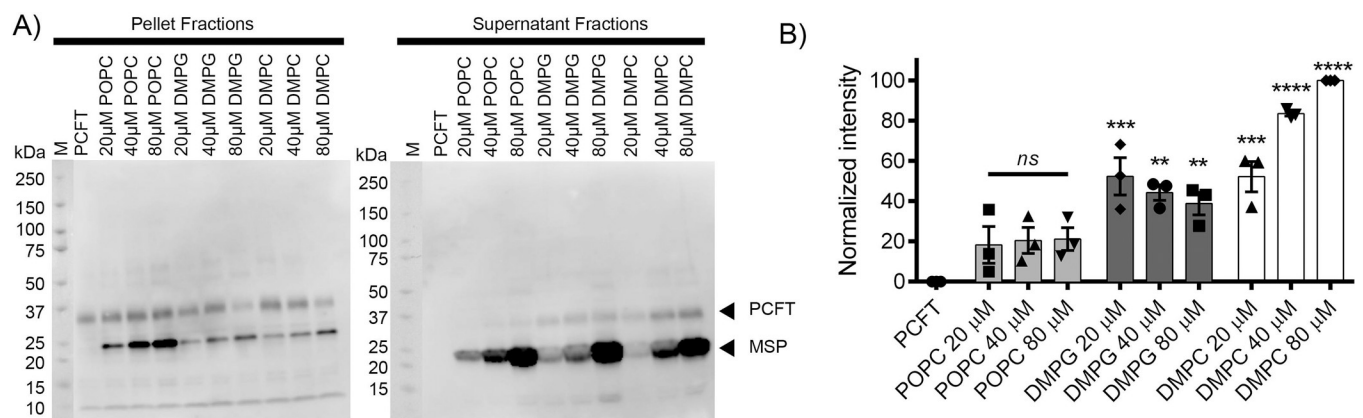 A)
Pellet Fractions
M
PCFT
20µM POPC
40µM POPC
80µM POPC
20µM DMPG
40µM DMPG
80µM DMPG
20µM DMPC
40µM DMPC
80µM DMPC
kDa
250
150
100
75
50
37
25
20
15
10
Supernatant Fractions
M
PCFT
20µM POPC
40µM POPC
80µM POPC
20µM DMPG
40µM DMPG
80µM DMPG
20µM DMPC
40µM DMPC
80µM DMPC
kDa
250
150
100
75
50
37
25
20
15
10
PCFT
MSP
B)
Normalized intensity
100
80
60
40
20
0
ns
***
**
**
***
****
****
PCFT
POPC 20 µM
POPC 40 µM
POPC 80 µM
DMPG 20 µM
DMPG 40 µM
DMPG 80 µM
DMPC 20 µM
DMPC 40 µM
DMPC 80 µM